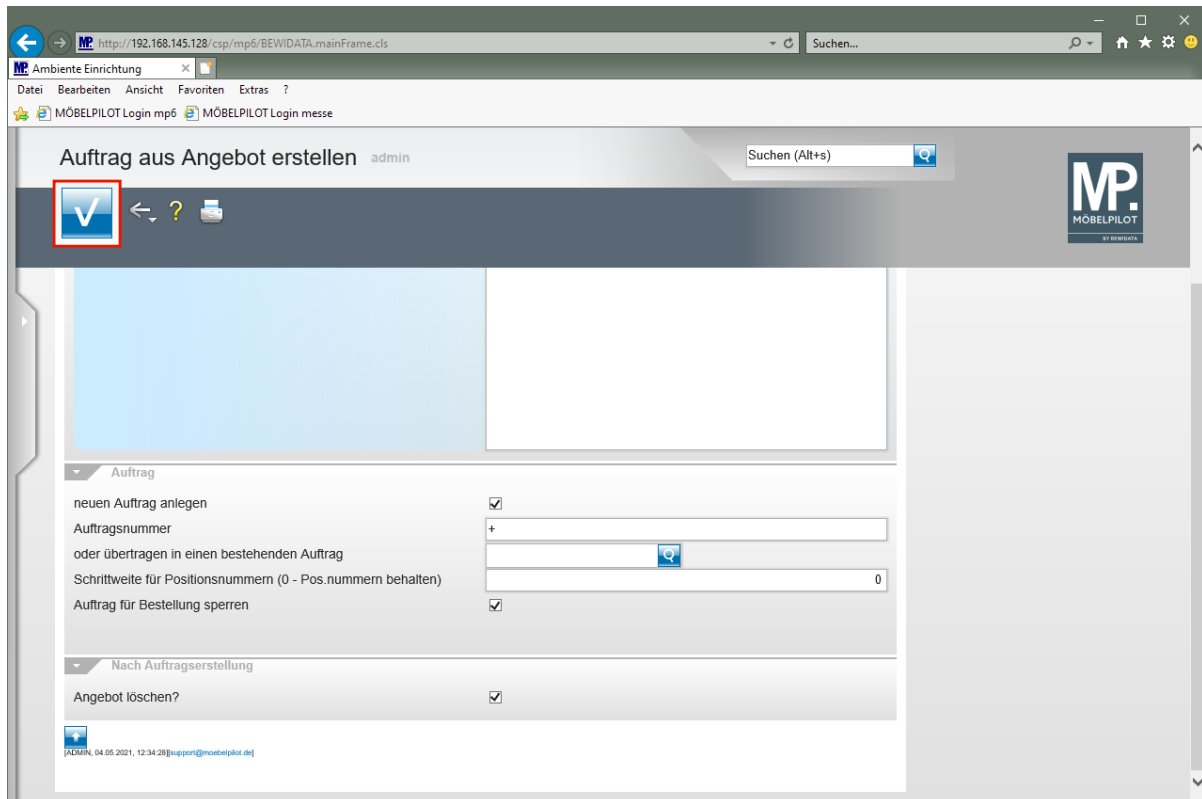 http://192.168.145.128/csp/mp6/BEWIDATA.mainFrame.cls
Suchen...
MP. Ambiente Einrichtung
Datei Bearbeiten Ansicht Favoriten Extras ?
MÖBELPILOT Login mp6 MÖBELPILOT Login messe
Auftrag aus Angebot erstellen admin
Suchen (Alt+s)
MP.
MÖBELPILOT
BY BEWIDATA
Auftrag
neuen Auftrag anlegen
Auftragsnummer +
oder übertragen in einen bestehenden Auftrag
Schrittweite für Positionsnummern (0 - Pos.nummern behalten) 0
Auftrag für Bestellung sperren
Nach Auftragserstellung
Angebot löschen?
[ADMIN, 04.05.2021, 12:34:28][support@moebelpilot.de]